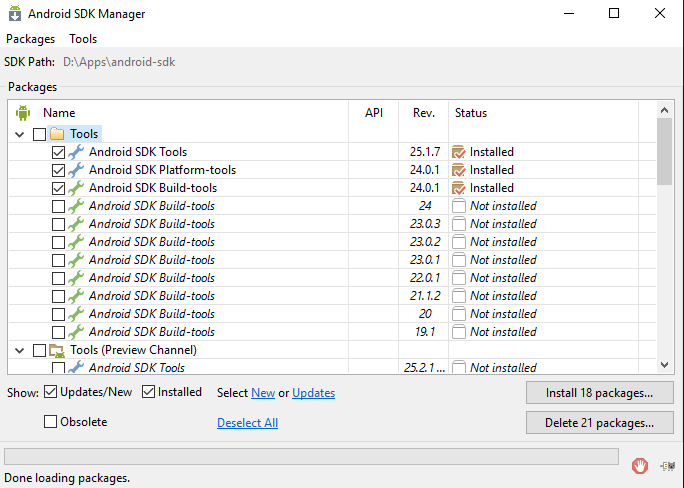 Android SDK Manager
Packages Tools
SDK Path: D:\Apps\android-sdk
Packages
Name API Rev. Status
Tools
Android SDK Tools 25.1.7 Installed
Android SDK Platform-tools 24.0.1 Installed
Android SDK Build-tools 24.0.1 Installed
Android SDK Build-tools 24 Not installed
Android SDK Build-tools 23.0.3 Not installed
Android SDK Build-tools 23.0.2 Not installed
Android SDK Build-tools 23.0.1 Not installed
Android SDK Build-tools 22.0.1 Not installed
Android SDK Build-tools 21.1.2 Not installed
Android SDK Build-tools 20 Not installed
Android SDK Build-tools 19.1 Not installed
Tools (Preview Channel)
Android SDK Tools 25.2.1 ... Not installed
Show: Updates/New Installed Select New or Updates Install 18 packages...
Obsolete Deselect All Delete 21 packages...
Done loading packages.